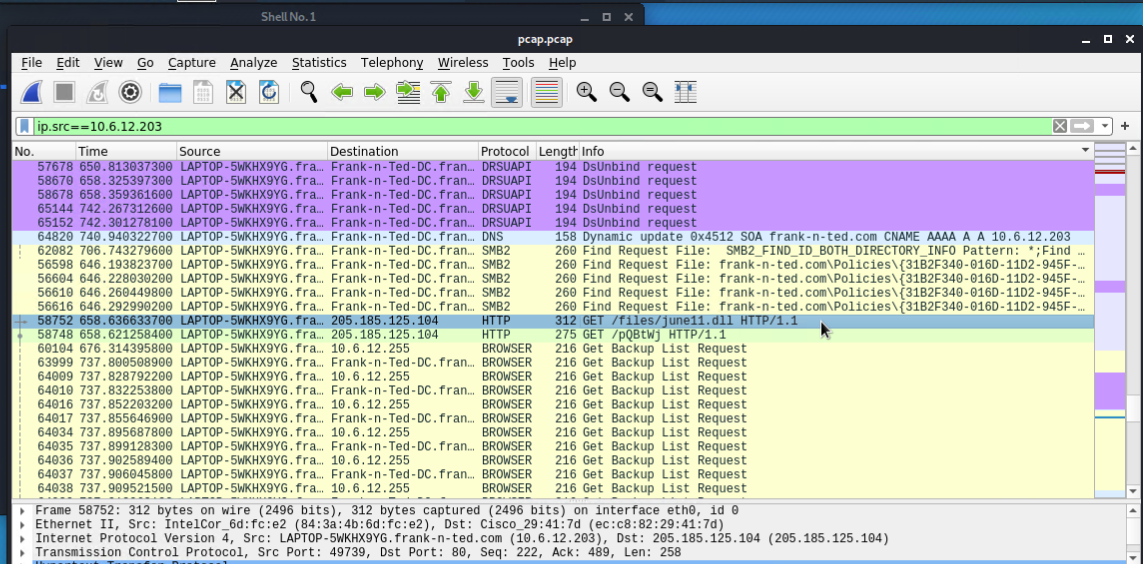 Shell No. 1
pcap.pcap
File Edit View Go Capture Analyze Statistics Telephony Wireless Tools Help
ip.src==10.6.12.203
No. Time Source Destination Protocol Length Info
57678 650.813037300 LAPTOP-5WKHX9YG.fra… Frank-n-Ted-DC.fran… DRSUAPI 194 DsUnbind request
58670 658.325397300 LAPTOP-5WKHX9YG.fra… Frank-n-Ted-DC.fran… DRSUAPI 194 DsUnbind request
58678 658.359361600 LAPTOP-5WKHX9YG.fra… Frank-n-Ted-DC.fran… DRSUAPI 194 DsUnbind request
65144 742.267312600 LAPTOP-5WKHX9YG.fra… Frank-n-Ted-DC.fran… DRSUAPI 194 DsUnbind request
65152 742.301278100 LAPTOP-5WKHX9YG.fra… Frank-n-Ted-DC.fran… DRSUAPI 194 DsUnbind request
64820 740.940322700 LAPTOP-5WKHX9YG.fra… Frank-n-Ted-DC.fran… DNS 158 Dynamic update 0x4512 SOA frank-n-ted.com CNAME AAAA A A 10.6.12.203
62082 706.743279600 LAPTOP-5WKHX9YG.fra… Frank-n-Ted-DC.fran… SMB2 260 Find Request File: SMB2_FIND_ID_BOTH_DIRECTORY_INFO Pattern: *;Find …
56598 646.193823700 LAPTOP-5WKHX9YG.fra… Frank-n-Ted-DC.fran… SMB2 260 Find Request File: frank-n-ted.com\Policies\{31B2F340-016D-11D2-945F-…
56604 646.228030200 LAPTOP-5WKHX9YG.fra… Frank-n-Ted-DC.fran… SMB2 260 Find Request File: frank-n-ted.com\Policies\{31B2F340-016D-11D2-945F-…
56610 646.260449800 LAPTOP-5WKHX9YG.fra… Frank-n-Ted-DC.fran… SMB2 260 Find Request File: frank-n-ted.com\Policies\{31B2F340-016D-11D2-945F-…
56616 646.292990200 LAPTOP-5WKHX9YG.fra… Frank-n-Ted-DC.fran… SMB2 260 Find Request File: frank-n-ted.com\Policies\{31B2F340-016D-11D2-945F-…
58752 658.636633700 LAPTOP-5WKHX9YG.fra… 205.185.125.104 HTTP 312 GET /files/june11.dll HTTP/1.1
58748 658.621258400 LAPTOP-5WKHX9YG.fra… 205.185.125.104 HTTP 275 GET /pQBtWj HTTP/1.1
60104 676.314395800 LAPTOP-5WKHX9YG.fra… 10.6.12.255 BROWSER 216 Get Backup List Request
63999 737.800508900 LAPTOP-5WKHX9YG.fra… Frank-n-Ted-DC.fran… BROWSER 216 Get Backup List Request
64009 737.828792200 LAPTOP-5WKHX9YG.fra… 10.6.12.255 BROWSER 216 Get Backup List Request
64010 737.832253800 LAPTOP-5WKHX9YG.fra… Frank-n-Ted-DC.fran… BROWSER 216 Get Backup List Request
64016 737.852203200 LAPTOP-5WKHX9YG.fra… 10.6.12.255 BROWSER 216 Get Backup List Request
64017 737.855646900 LAPTOP-5WKHX9YG.fra… Frank-n-Ted-DC.fran… BROWSER 216 Get Backup List Request
64034 737.895687800 LAPTOP-5WKHX9YG.fra… 10.6.12.255 BROWSER 216 Get Backup List Request
64035 737.899128300 LAPTOP-5WKHX9YG.fra… Frank-n-Ted-DC.fran… BROWSER 216 Get Backup List Request
64036 737.902589400 LAPTOP-5WKHX9YG.fra… 10.6.12.255 BROWSER 216 Get Backup List Request
64037 737.906045800 LAPTOP-5WKHX9YG.fra… Frank-n-Ted-DC.fran… BROWSER 216 Get Backup List Request
64038 737.909521500 LAPTOP-5WKHX9YG.fra… 10.6.12.255 BROWSER 216 Get Backup List Request
Frame 58752: 312 bytes on wire (2496 bits), 312 bytes captured (2496 bits) on interface eth0, id 0
Ethernet II, Src: IntelCor_6d:fc:e2 (84:3a:4b:6d:fc:e2), Dst: Cisco_29:41:7d (ec:c8:82:29:41:7d)
Internet Protocol Version 4, Src: LAPTOP-5WKHX9YG.frank-n-ted.com (10.6.12.203), Dst: 205.185.125.104 (205.185.125.104)
Transmission Control Protocol, Src Port: 49739, Dst Port: 80, Seq: 222, Ack: 489, Len: 258